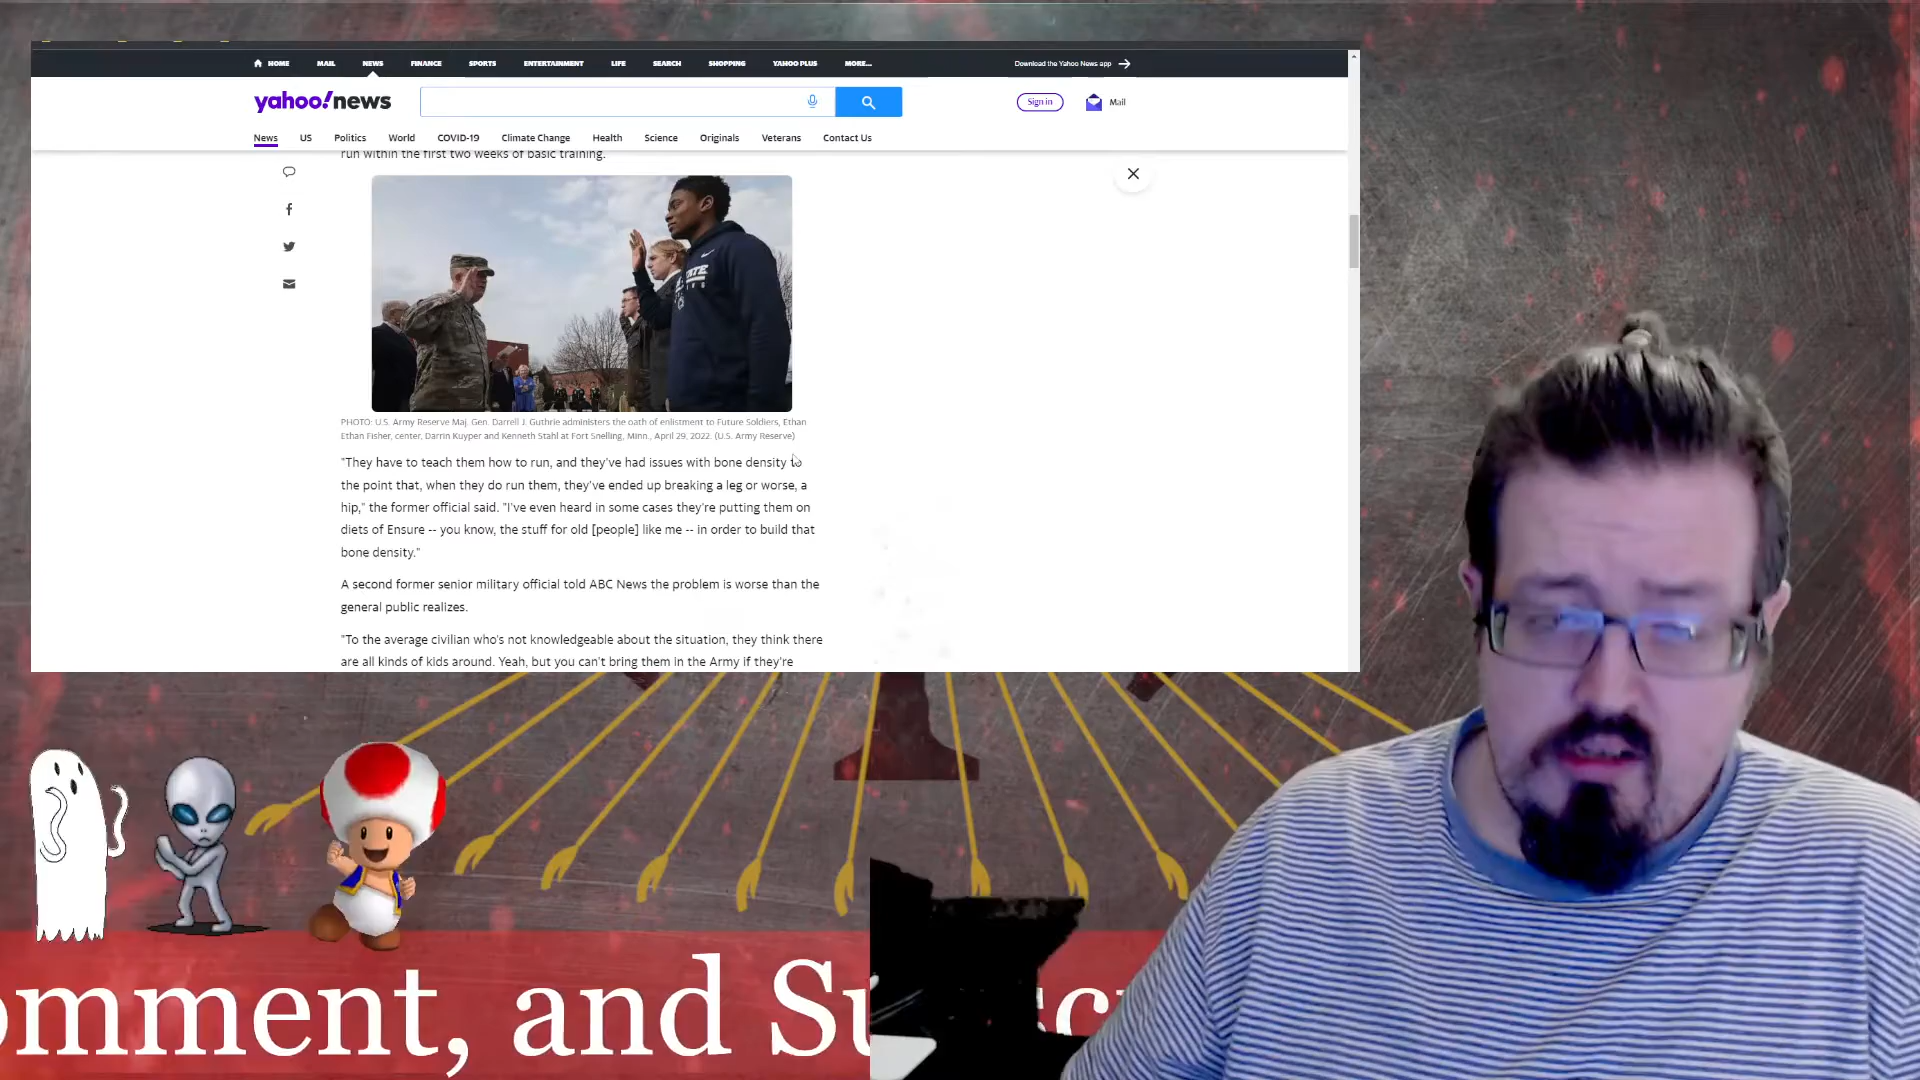 HOME MAIL NEWS FINANCE SPORTS ENTERTAINMENT LIFE SEARCH SHOPPING YAHOO PLUS MORE... Download the Yahoo News app
yahoo!news Sign in Mail
News US Politics World COVID-19 Climate Change Health Science Originals Veterans Contact Us
run within the first two weeks of basic training.
PHOTO: U.S. Army Reserve Maj. Gen. Darrell J. Guthrie administers the oath of enlistment to Future Soldiers, Ethan
Ethan Fisher, center, Darrin Kuyper and Kenneth Stahl at Fort Snelling, Minn., April 29, 2022. (U.S. Army Reserve)
"They have to teach them how to run, and they've had issues with bone density to
the point that, when they do run them, they've ended up breaking a leg or worse, a
hip," the former official said. "I've even heard in some cases they're putting them on
diets of Ensure -- you know, the stuff for old [people] like me -- in order to build that
bone density."
A second former senior military official told ABC News the problem is worse than the
general public realizes.
"To the average civilian who's not knowledgeable about the situation, they think there
are all kinds of kids around. Yeah, but you can't bring them in the Army if they're
omment, and Su sc